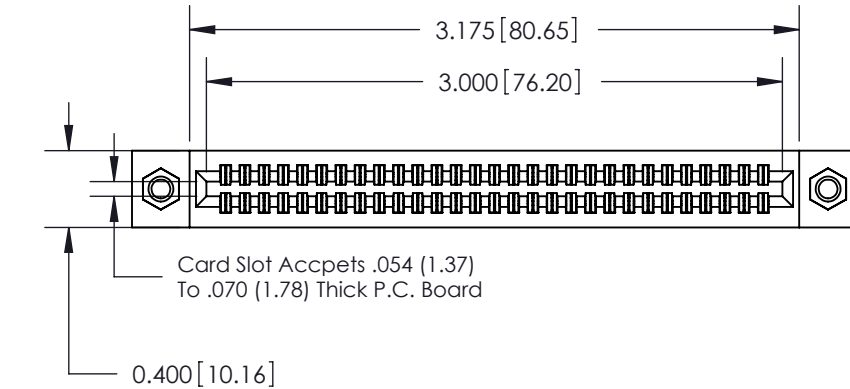 3.175[80.65]
3.000[76.20]
Card Slot Accpets .054 (1.37)
To .070 (1.78) Thick P.C. Board
0.400[10.16]